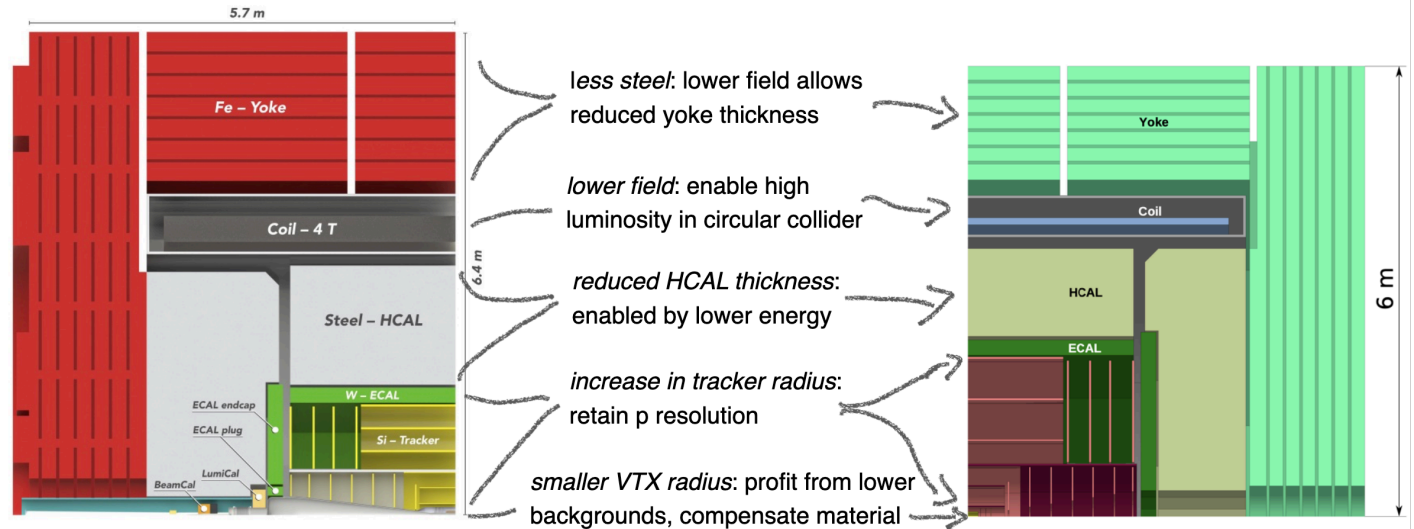 5.7 m
Fe – Yoke
Coil – 4 T
6.4 m
Steel – HCAL
W – ECAL
ECAL endcap
ECAL plug
Si – Tracker
LumiCal
BeamCal
less steel: lower field allows
reduced yoke thickness
lower field: enable high
luminosity in circular collider
reduced HCAL thickness:
enabled by lower energy
increase in tracker radius:
retain p resolution
smaller VTX radius: profit from lower
backgrounds, compensate material
Yoke
Coil
HCAL
ECAL
6 m